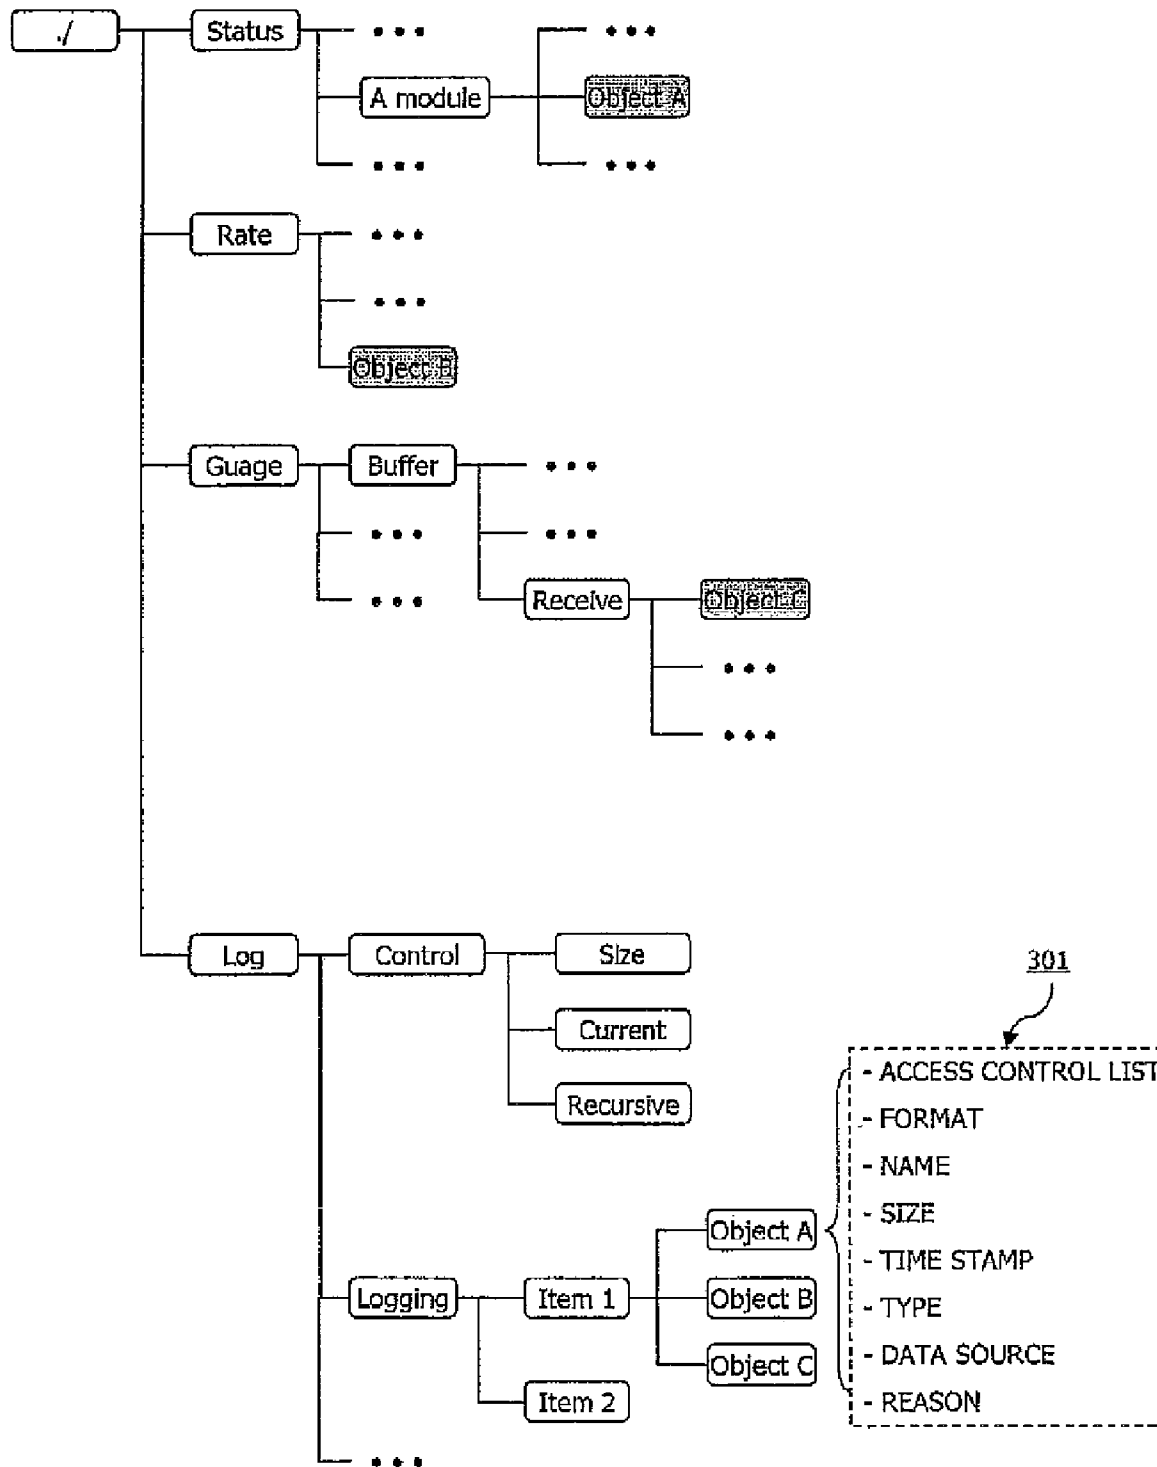 ./ Status • • • • • •
A module Object A
• • • • • •
Rate • • •
• • •
Object B
Guage Buffer • • •
• • • • • •
• • • Receive Object C
• • •
• • •
Log Control Size
301
Current
- ACCESS CONTROL LIST
Recursive
- FORMAT
- NAME
- SIZE
Object A
- TIME STAMP
Logging Item 1 Object B
- TYPE
Object C
- DATA SOURCE
Item 2
- REASON
• • •